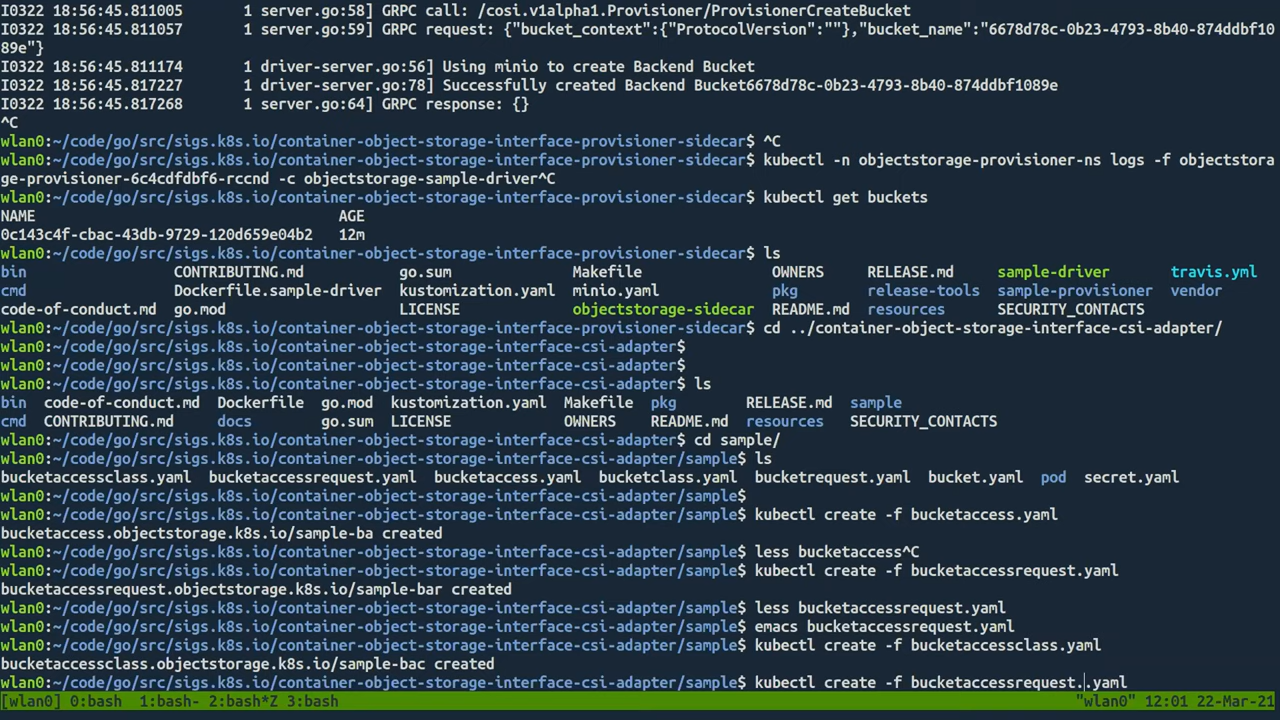 I0322 18:56:45.811005       1 server.go:58] GRPC call: /cosi.v1alpha1.Provisioner/ProvisionerCreateBucket
I0322 18:56:45.811057       1 server.go:59] GRPC request: {"bucket_context":{"ProtocolVersion":""},"bucket_name":"6678d78c-0b23-4793-8b40-874ddbf10
89e"}
I0322 18:56:45.811174       1 driver-server.go:56] Using minio to create Backend Bucket
I0322 18:56:45.817227       1 driver-server.go:78] Successfully created Backend Bucket6678d78c-0b23-4793-8b40-874ddbf1089e
I0322 18:56:45.817268       1 server.go:64] GRPC response: {}
^C
wlan0:~/code/go/src/sigs.k8s.io/container-object-storage-interface-provisioner-sidecar$ ^C
wlan0:~/code/go/src/sigs.k8s.io/container-object-storage-interface-provisioner-sidecar$ kubectl -n objectstorage-provisioner-ns logs -f objectstora
ge-provisioner-6c4cdfdbf6-rccnd -c objectstorage-sample-driver^C
wlan0:~/code/go/src/sigs.k8s.io/container-object-storage-interface-provisioner-sidecar$ kubectl get buckets
NAME                                   AGE
0c143c4f-cbac-43db-9729-120d659e04b2   12m
wlan0:~/code/go/src/sigs.k8s.io/container-object-storage-interface-provisioner-sidecar$ ls
bin                 CONTRIBUTING.md           go.sum              Makefile               OWNERS     RELEASE.md      sample-driver        travis.yml
cmd                 Dockerfile.sample-driver  kustomization.yaml  minio.yaml             pkg        release-tools   sample-provisioner   vendor
code-of-conduct.md  go.mod                    LICENSE             objectstorage-sidecar  README.md  resources       SECURITY_CONTACTS
wlan0:~/code/go/src/sigs.k8s.io/container-object-storage-interface-provisioner-sidecar$ cd ../container-object-storage-interface-csi-adapter/
wlan0:~/code/go/src/sigs.k8s.io/container-object-storage-interface-csi-adapter$
wlan0:~/code/go/src/sigs.k8s.io/container-object-storage-interface-csi-adapter$
wlan0:~/code/go/src/sigs.k8s.io/container-object-storage-interface-csi-adapter$ ls
bin  code-of-conduct.md  Dockerfile  go.mod  kustomization.yaml  Makefile  pkg        RELEASE.md  sample
cmd  CONTRIBUTING.md     docs        go.sum  LICENSE             OWNERS    README.md  resources   SECURITY_CONTACTS
wlan0:~/code/go/src/sigs.k8s.io/container-object-storage-interface-csi-adapter$ cd sample/
wlan0:~/code/go/src/sigs.k8s.io/container-object-storage-interface-csi-adapter/sample$ ls
bucketaccessclass.yaml  bucketaccessrequest.yaml  bucketaccess.yaml  bucketclass.yaml  bucketrequest.yaml  bucket.yaml  pod  secret.yaml
wlan0:~/code/go/src/sigs.k8s.io/container-object-storage-interface-csi-adapter/sample$
wlan0:~/code/go/src/sigs.k8s.io/container-object-storage-interface-csi-adapter/sample$ kubectl create -f bucketaccess.yaml
bucketaccess.objectstorage.k8s.io/sample-ba created
wlan0:~/code/go/src/sigs.k8s.io/container-object-storage-interface-csi-adapter/sample$ less bucketaccess^C
wlan0:~/code/go/src/sigs.k8s.io/container-object-storage-interface-csi-adapter/sample$ kubectl create -f bucketaccessrequest.yaml
bucketaccessrequest.objectstorage.k8s.io/sample-bar created
wlan0:~/code/go/src/sigs.k8s.io/container-object-storage-interface-csi-adapter/sample$ less bucketaccessrequest.yaml
wlan0:~/code/go/src/sigs.k8s.io/container-object-storage-interface-csi-adapter/sample$ emacs bucketaccessrequest.yaml
wlan0:~/code/go/src/sigs.k8s.io/container-object-storage-interface-csi-adapter/sample$ kubectl create -f bucketaccessclass.yaml
bucketaccessclass.objectstorage.k8s.io/sample-bac created
wlan0:~/code/go/src/sigs.k8s.io/container-object-storage-interface-csi-adapter/sample$ kubectl create -f bucketaccessrequest..yaml
[wlan0] 0:bash  1:bash- 2:bash*Z 3:bash "wlan0" 12:01 22-Mar-21